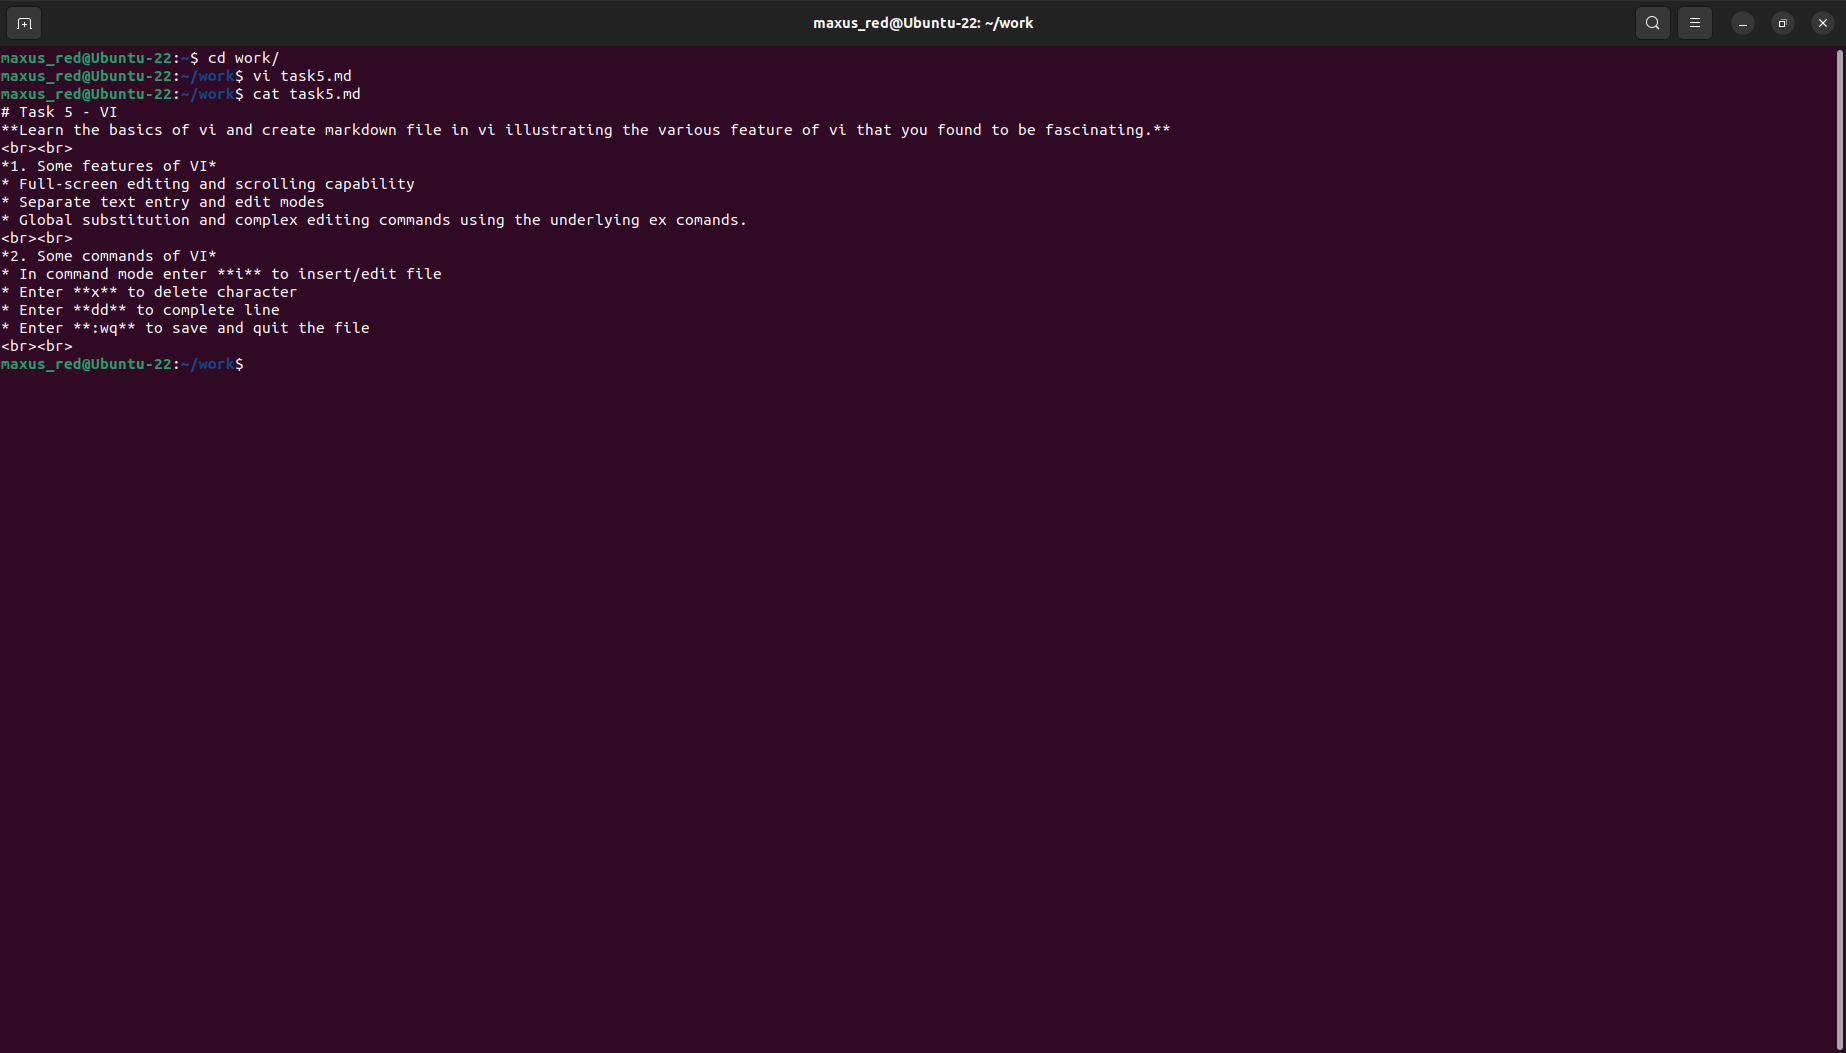 maxus_red@Ubuntu-22: ~/work
maxus_red@Ubuntu-22:~$ cd work/
maxus_red@Ubuntu-22:~/work$ vi task5.md
maxus_red@Ubuntu-22:~/work$ cat task5.md
# Task 5 - VI
**Learn the basics of vi and create markdown file in vi illustrating the various feature of vi that you found to be fascinating.**
<br><br>
*1. Some features of VI*
* Full-screen editing and scrolling capability
* Separate text entry and edit modes
* Global substitution and complex editing commands using the underlying ex comands.
<br><br>
*2. Some commands of VI*
* In command mode enter **i** to insert/edit file
* Enter **x** to delete character
* Enter **dd** to complete line
* Enter **:wq** to save and quit the file
<br><br>
maxus_red@Ubuntu-22:~/work$